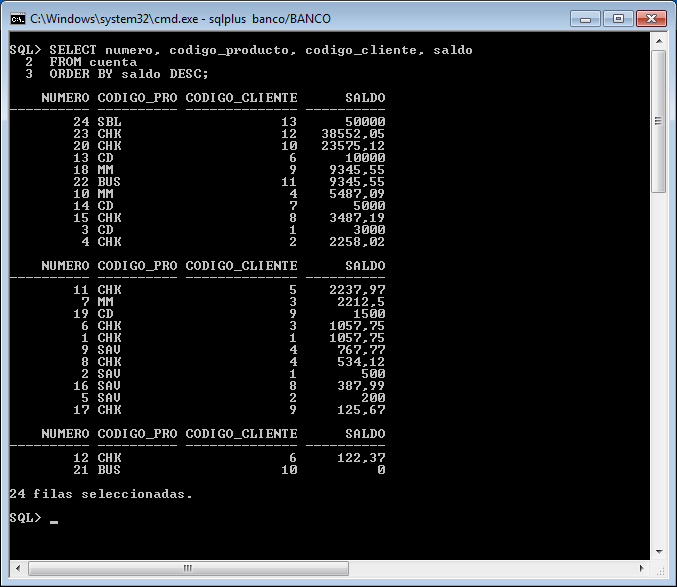 C:\Windows\system32\cmd.exe - sqlplus banco/BANCO
SQL> SELECT numero, codigo_producto, codigo_cliente, saldo
2 FROM cuenta
3 ORDER BY saldo DESC;
NUMERO CODIGO_PRO CODIGO_CLIENTE SALDO
---------- ---------- -------------- ----------
24 SBL 13 50000
23 CHK 12 38552,05
20 CHK 10 23575,12
13 CD 6 10000
18 MM 9 9345,55
22 BUS 11 9345,55
10 MM 4 5487,09
14 CD 7 5000
15 CHK 8 3487,19
3 CD 1 3000
4 CHK 2 2258,02
NUMERO CODIGO_PRO CODIGO_CLIENTE SALDO
---------- ---------- -------------- ----------
11 CHK 5 2237,97
7 MM 3 2212,5
19 CD 9 1500
6 CHK 3 1057,75
1 CHK 1 1057,75
9 SAV 4 767,77
8 CHK 4 534,12
2 SAV 1 500
16 SAV 8 387,99
5 SAV 2 200
17 CHK 9 125,67
NUMERO CODIGO_PRO CODIGO_CLIENTE SALDO
---------- ---------- -------------- ----------
12 CHK 6 122,37
21 BUS 10 0
24 filas seleccionadas.
SQL> _